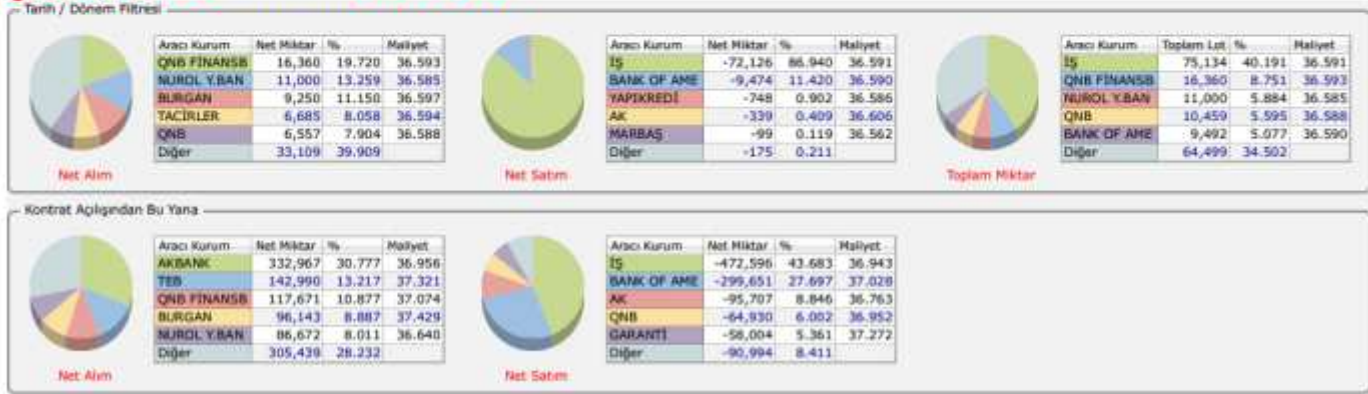 Tarih / Dönem Filtresi
Aracı Kurum Net Miktar % Maliyet
QNB FİNANSB 16,360 19.720 36.593
NUROL Y.BAN 11,000 13.259 36.585
BURGAN 9,250 11.150 36.597
TACİRLER 6,685 8.058 36.594
QNB 6,557 7.904 36.588
Diğer 33,109 39.909
Net Alım
Aracı Kurum Net Miktar % Maliyet
İŞ -72,126 86.940 36.591
BANK OF AME -9,474 11.420 36.590
YAPIKREDİ -748 0.902 36.586
AK -339 0.409 36.606
MARBAŞ -99 0.119 36.562
Diğer -175 0.211
Net Satım
Aracı Kurum Toplam Lot % Maliyet
İŞ 75,134 40.191 36.591
QNB FİNANSB 16,360 8.751 36.593
NUROL Y.BAN 11,000 5.884 36.585
QNB 10,459 5.595 36.588
BANK OF AME 9,492 5.077 36.590
Diğer 64,499 34.502
Toplam Miktar
Kontrat Açılışından Bu Yana
Aracı Kurum Net Miktar % Maliyet
AKBANK 332,967 30.777 36.956
TEB 142,990 13.217 37.321
QNB FİNANSB 117,671 10.877 37.074
BURGAN 96,143 8.887 37.429
NUROL Y.BAN 86,672 8.011 36.640
Diğer 305,439 28.232
Net Alım
Aracı Kurum Net Miktar % Maliyet
İŞ -472,596 43.683 36.943
BANK OF AME -299,651 27.697 37.028
AK -95,707 8.846 36.763
QNB -64,930 6.002 36.952
GARANTİ -58,004 5.361 37.272
Diğer -90,994 8.411
Net Satım